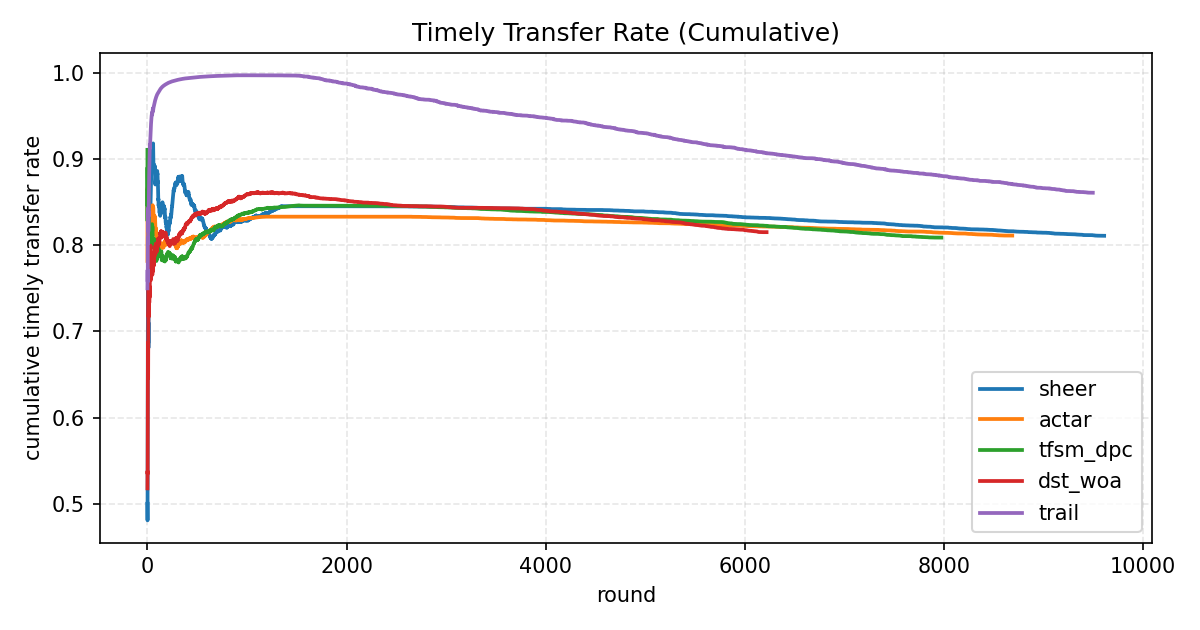 Timely Transfer Rate (Cumulative)
cumulative timely transfer rate
1.0
0.9
0.8
0.7
0.6
0.5
0
2000
4000
6000
8000
10000
round
sheer
actar
tfsm_dpc
dst_woa
trail